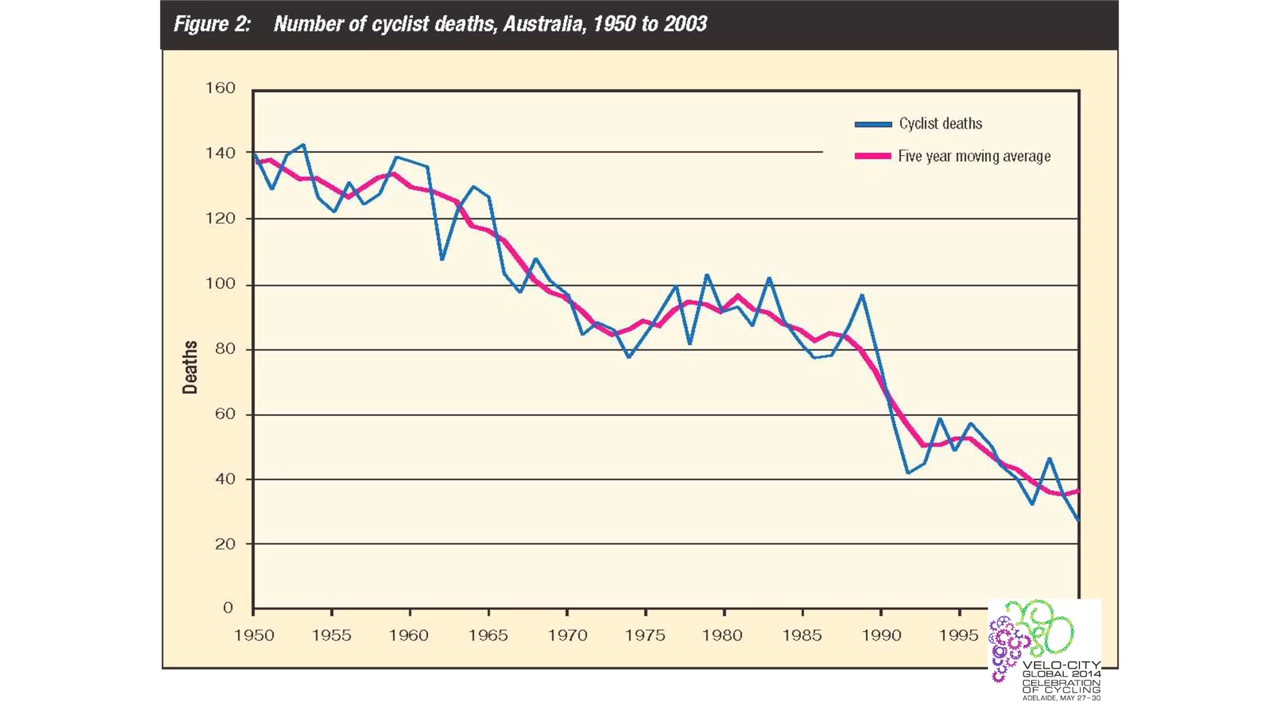 Figure 2: Number of cyclist deaths, Australia, 1950 to 2003
160
140
120
100
80
60
40
20
0
Deaths
Cyclist deaths
Five year moving average
1950 1955 1960 1965 1970 1975 1980 1985 1990 1995
VELO-CITY
GLOBAL 2014
CELEBRATION
OF CYCLING
ADELAIDE, MAY 27-30